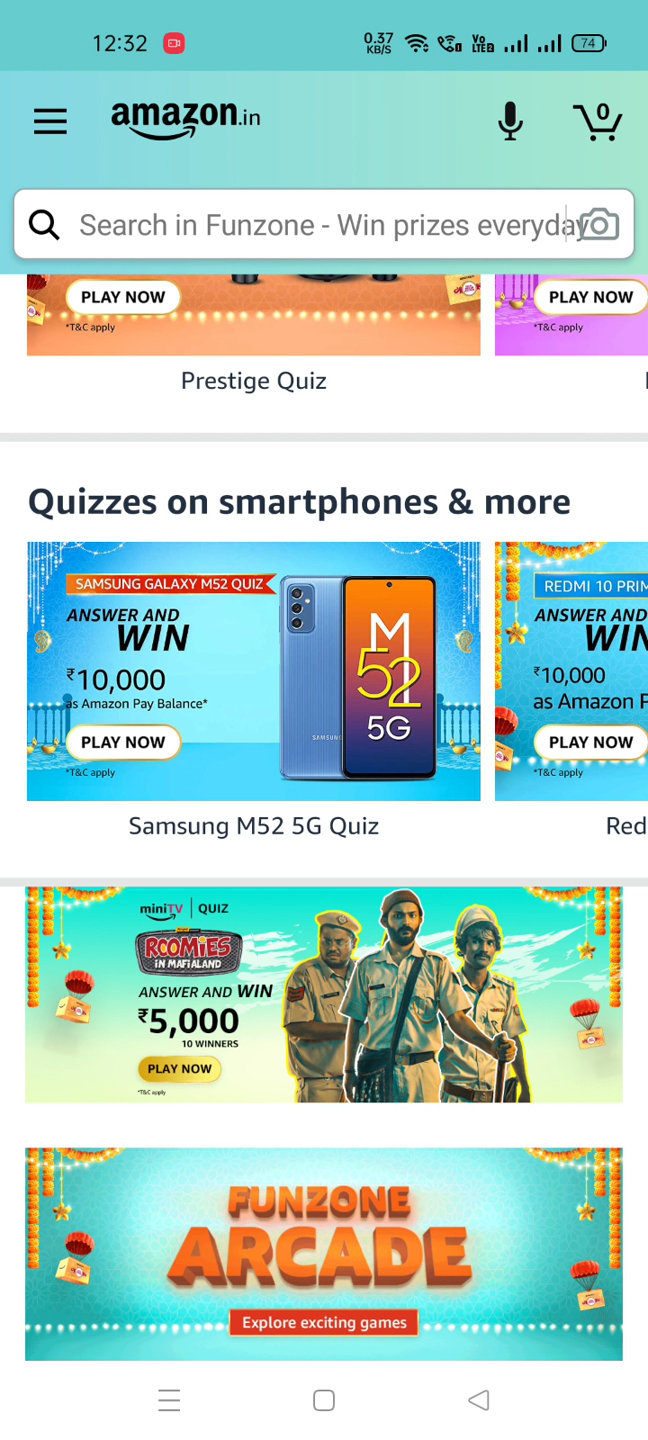 12:32
0.37
KB/S
Vo
LTE2
74
amazon.in
0
Search in Funzone - Win prizes everyday
PLAY NOW
*T&C apply
PLAY NOW
*T&C apply
Prestige Quiz
Quizzes on smartphones & more
SAMSUNG GALAXY M52 QUIZ
ANSWER AND
WIN
₹10,000
as Amazon Pay Balance*
PLAY NOW
*T&C apply
M
52
5G
SAMSUNG
REDMI 10 PRIM
ANSWER AND
WIN
₹10,000
as Amazon P
PLAY NOW
*T&C apply
Samsung M52 5G Quiz
Red
miniTV | QUIZ
ROOMiES
iN MAFIALAND
ANSWER AND WIN
₹5,000
10 WINNERS
PLAY NOW
*T&C apply
FUNZONE
ARCADE
Explore exciting games